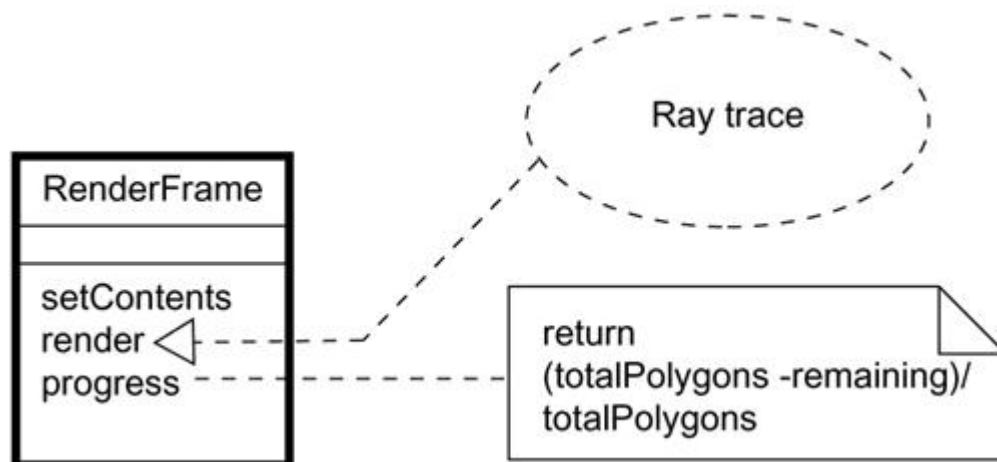 Ray trace
RenderFrame
setContents
render
progress
return
(totalPolygons -remaining)/
totalPolygons